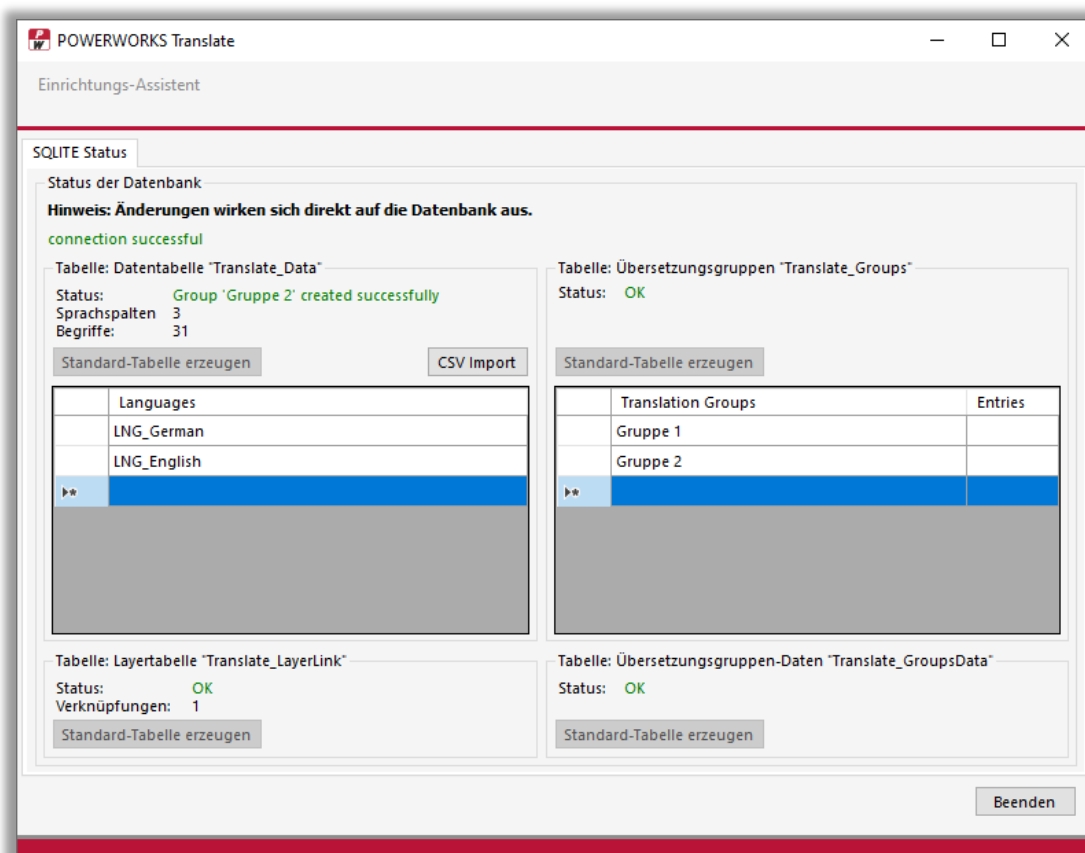 POWERWORKS Translate
Einrichtungs-Assistent
SQLITE Status
Status der Datenbank
Hinweis: Änderungen wirken sich direkt auf die Datenbank aus.
connection successful
Tabelle: Datentabelle "Translate_Data"
Status: Group 'Gruppe 2' created successfully
Sprachspalten 3
Begriffe: 31
Standard-Tabelle erzeugen CSV Import
Languages
LNG_German
LNG_English
Tabelle: Übersetzungsgruppen "Translate_Groups"
Status: OK
Standard-Tabelle erzeugen
Translation Groups Entries
Gruppe 1
Gruppe 2
Tabelle: Layertabelle "Translate_LayerLink"
Status: OK
Verknüpfungen: 1
Standard-Tabelle erzeugen
Tabelle: Übersetzungsgruppen-Daten "Translate_GroupsData"
Status: OK
Standard-Tabelle erzeugen
Beenden